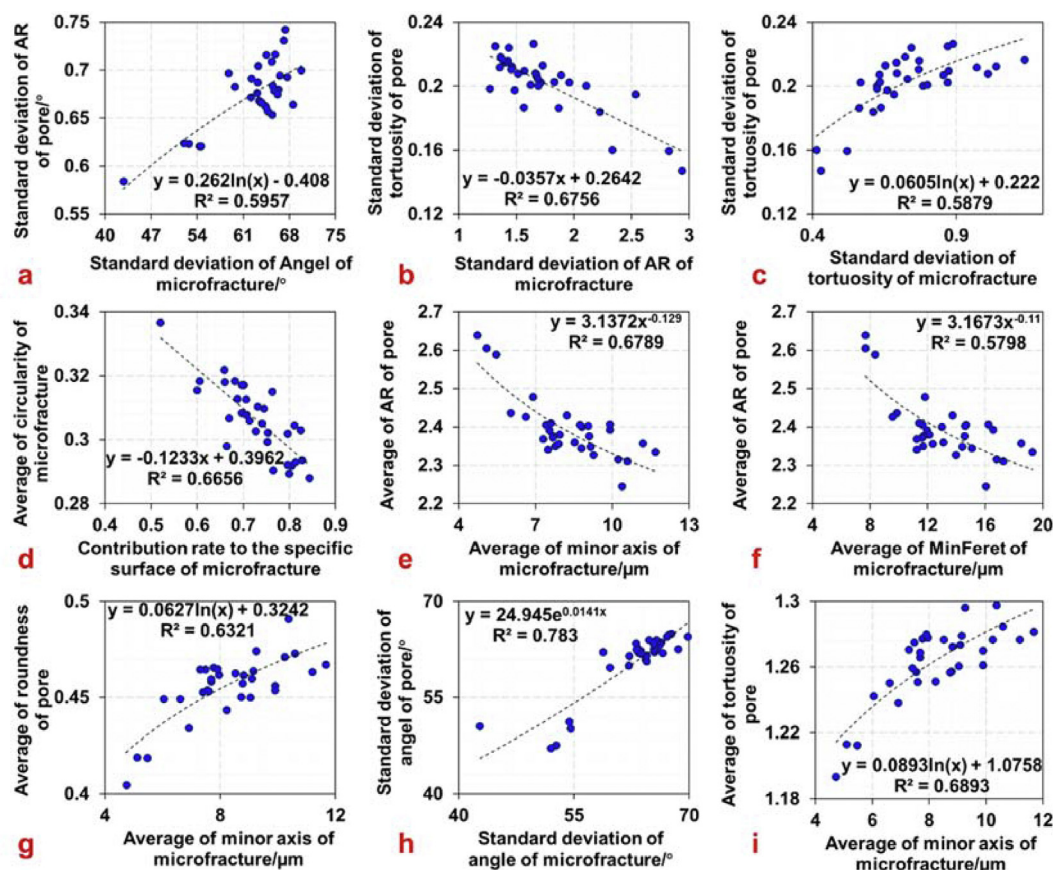 Standard deviation of AR
of pore/°
0.75
0.7
0.65
0.6
0.55
y = 0.262ln(x) - 0.408
R² = 0.5957
40 47 54 61 68 75
a
Standard deviation of Angel of
microfracture/°
Standard deviation of
tortuosity of pore
0.24
0.2
0.16
0.12
y = -0.0357x + 0.2642
R² = 0.6756
1 1.5 2 2.5 3
b
Standard deviation of AR of
microfracture
Standard deviation of
tortuosity of pore
0.24
0.2
0.16
0.12
y = 0.0605ln(x) + 0.222
R² = 0.5879
0.4 0.9
c
Standard deviation of
tortuosity of microfracture
Average of circularity of
microfracture
0.34
0.32
0.3
0.28
y = -0.1233x + 0.3962
R² = 0.6656
0.4 0.5 0.6 0.7 0.8 0.9
d
Contribution rate to the specific
surface of microfracture
Average of AR of pore
2.7
2.6
2.5
2.4
2.3
2.2
y = 3.1372x-0.129
R² = 0.6789
4 7 10 13
e
Average of minor axis of
microfracture/µm
Average of AR of pore
2.7
2.6
2.5
2.4
2.3
2.2
y = 3.1673x-0.11
R² = 0.5798
4 8 12 16 20
f
Average of MinFeret of
microfracture/µm
Average of roundness
of pore
0.5
0.45
0.4
y = 0.0627ln(x) + 0.3242
R² = 0.6321
4 8 12
g
Average of minor axis of
microfracture/µm
Standard deviation of
angel of pore/°
70
55
40
y = 24.945e0.0141x
R² = 0.783
40 55 70
h
Standard deviation of
angle of microfracture/°
Average of tortuosity of
pore
1.3
1.26
1.22
1.18
y = 0.0893ln(x) + 1.0758
R² = 0.6893
4 5 6 7 8 9 10 11 12
i
Average of minor axis of
microfracture/µm